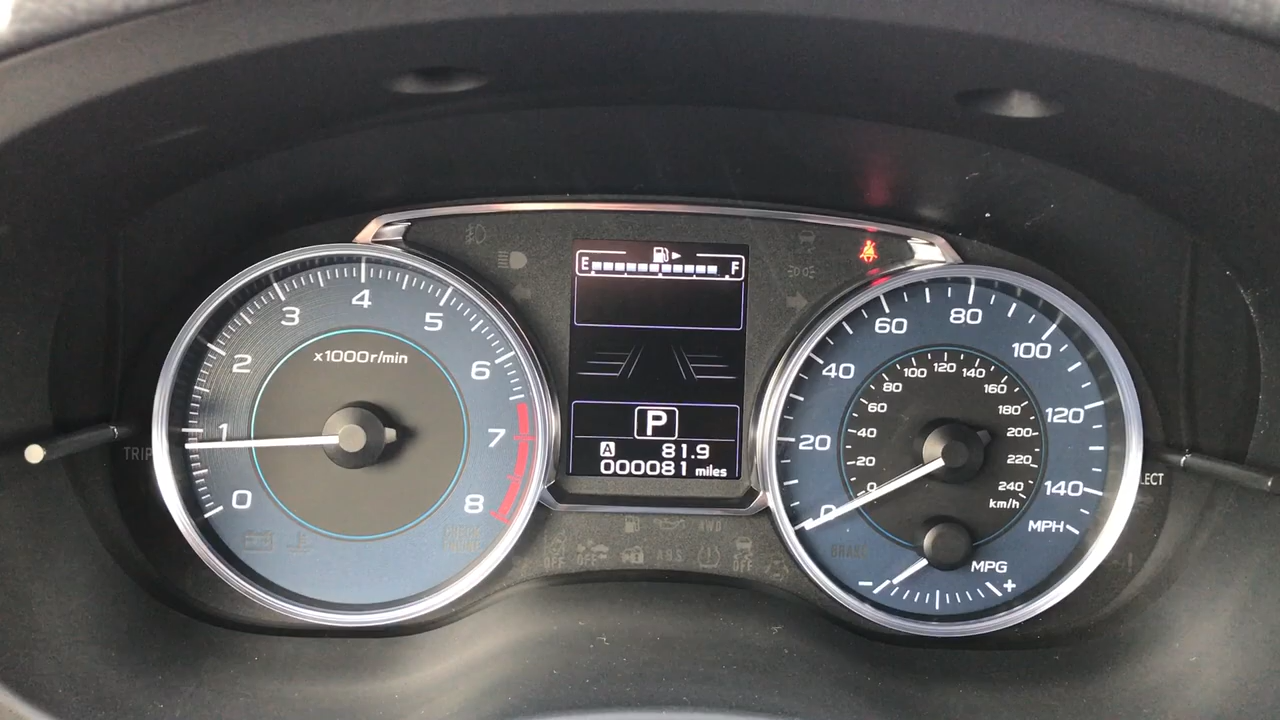 TRIP
x1000r/min
0
1
2
3
4
5
6
7
8
E F
P
A 81.9
000081 miles
0
20
40
60
80
100
120
140
MPH
0
20
40
60
80
100
120
140
160
180
200
220
240
km/h
MPG
- +
BRAKE
AWD
OFF
OFF
ABS
OFF
LECT